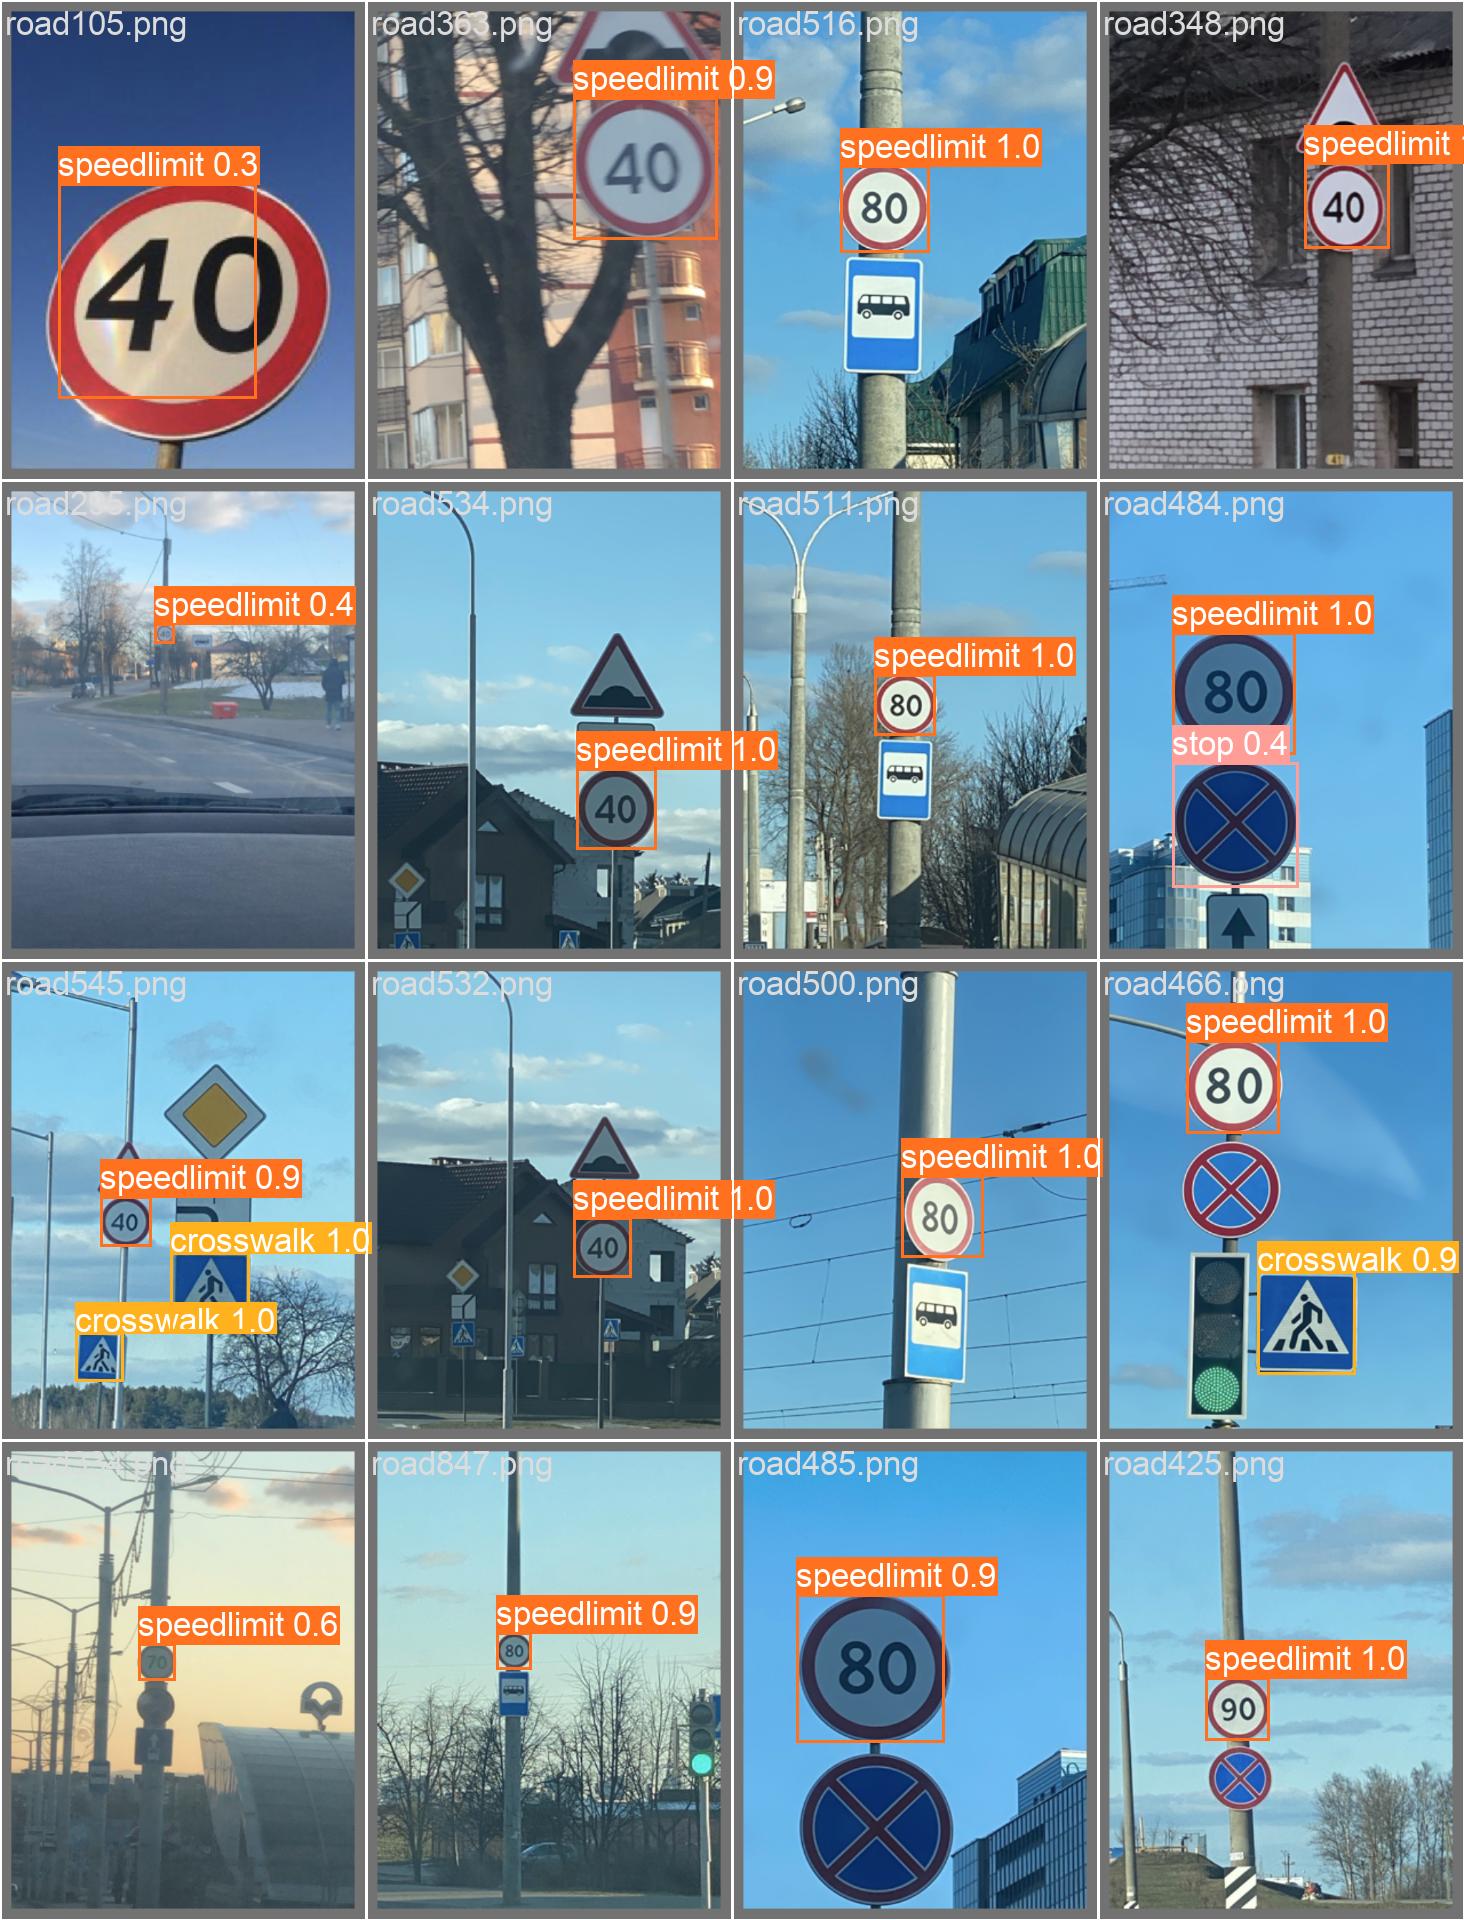 road105.png
speedlimit 0.3
40
road363.png
speedlimit 0.9
40
road516.png
speedlimit 1.0
80
road348.png
speedlimit
40
road295.png
speedlimit 0.4
40
road534.png
speedlimit 1.0
40
road511.png
speedlimit 1.0
80
road484.png
speedlimit 1.0
80
stop 0.4
road545.png
speedlimit 0.9
40
crosswalk 1.0
crosswalk 1.0
road532.png
speedlimit 1.0
40
road500.png
speedlimit 1.0
80
road466.png
speedlimit 1.0
80
crosswalk 0.9
speedlimit 0.6
70
road847.png
speedlimit 0.9
80
road485.png
speedlimit 0.9
80
road425.png
speedlimit 1.0
90